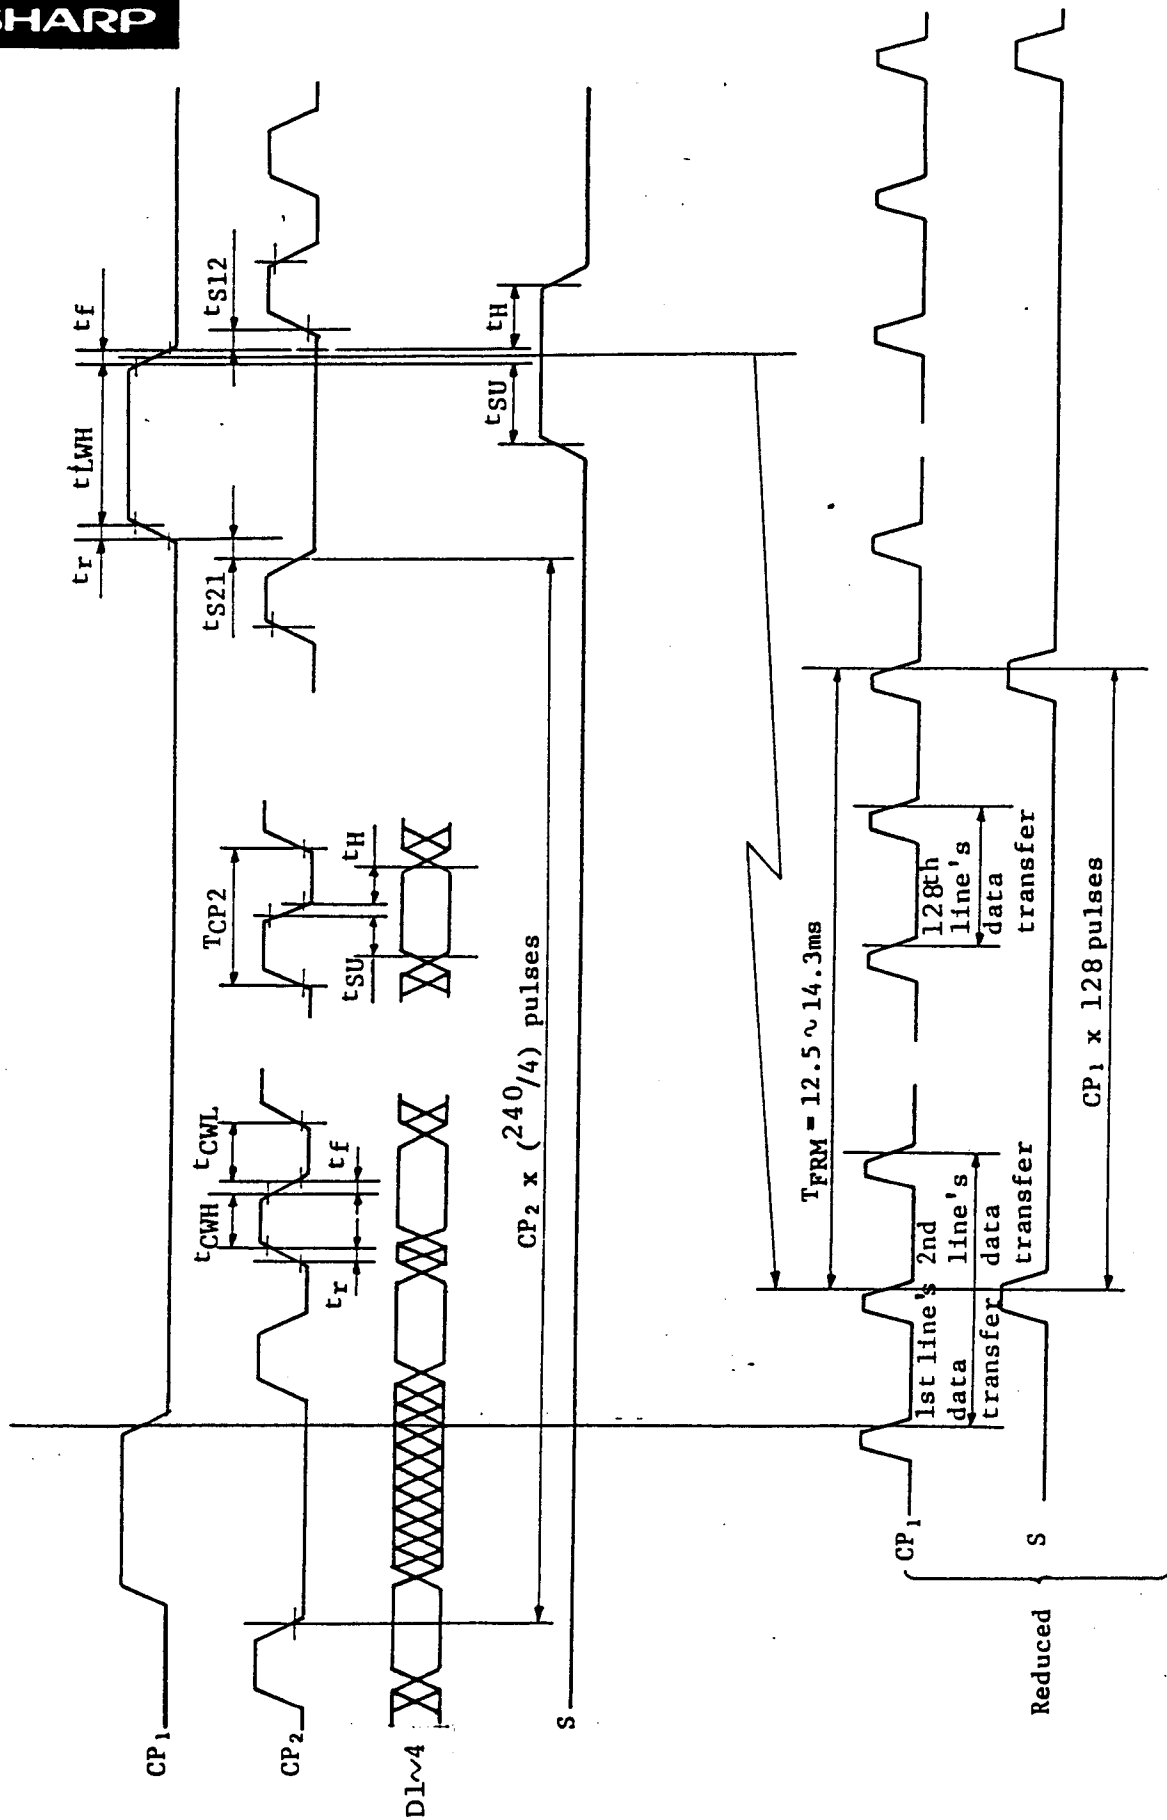 SHARP
CP1
tr
tLWH
tf
CP2
tCWH
tCWL
tr
tf
TCP2
tSU
tH
tS21
tS12
D1~4
CP2 x (240/4) pulses
S
tSU
tH
TFRM = 12.5 ~ 14.3ms
CP1
1st line's
data
transfer
2nd
line's
data
transfer
128th
line's
data
transfer
S
CP1 x 128 pulses
Reduced